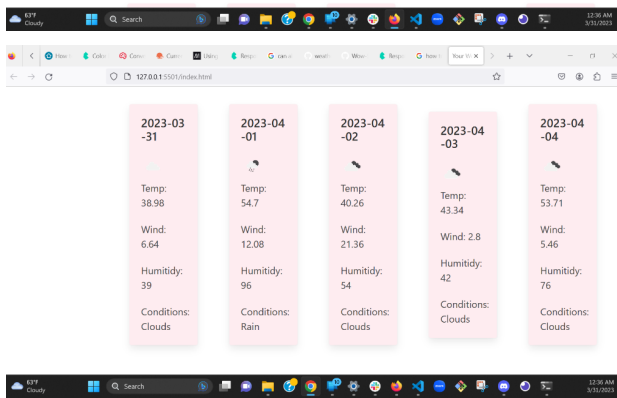 63°F
Cloudy
Search
12:36 AM
3/31/2023
127.0.0.1:5501/index.html
2023-03
-31
Temp:
38.98
Wind:
6.64
Humitidy:
39
Conditions:
Clouds
2023-04
-01
Temp:
54.7
Wind:
12.08
Humitidy:
96
Conditions:
Rain
2023-04
-02
Temp:
40.26
Wind:
21.36
Humitidy:
54
Conditions:
Clouds
2023-04
-03
Temp:
43.34
Wind: 2.8
Humitidy:
42
Conditions:
Clouds
2023-04
-04
Temp:
53.71
Wind:
5.46
Humitidy:
76
Conditions:
Clouds
63°F
Cloudy
Search
12:36 AM
3/31/2023